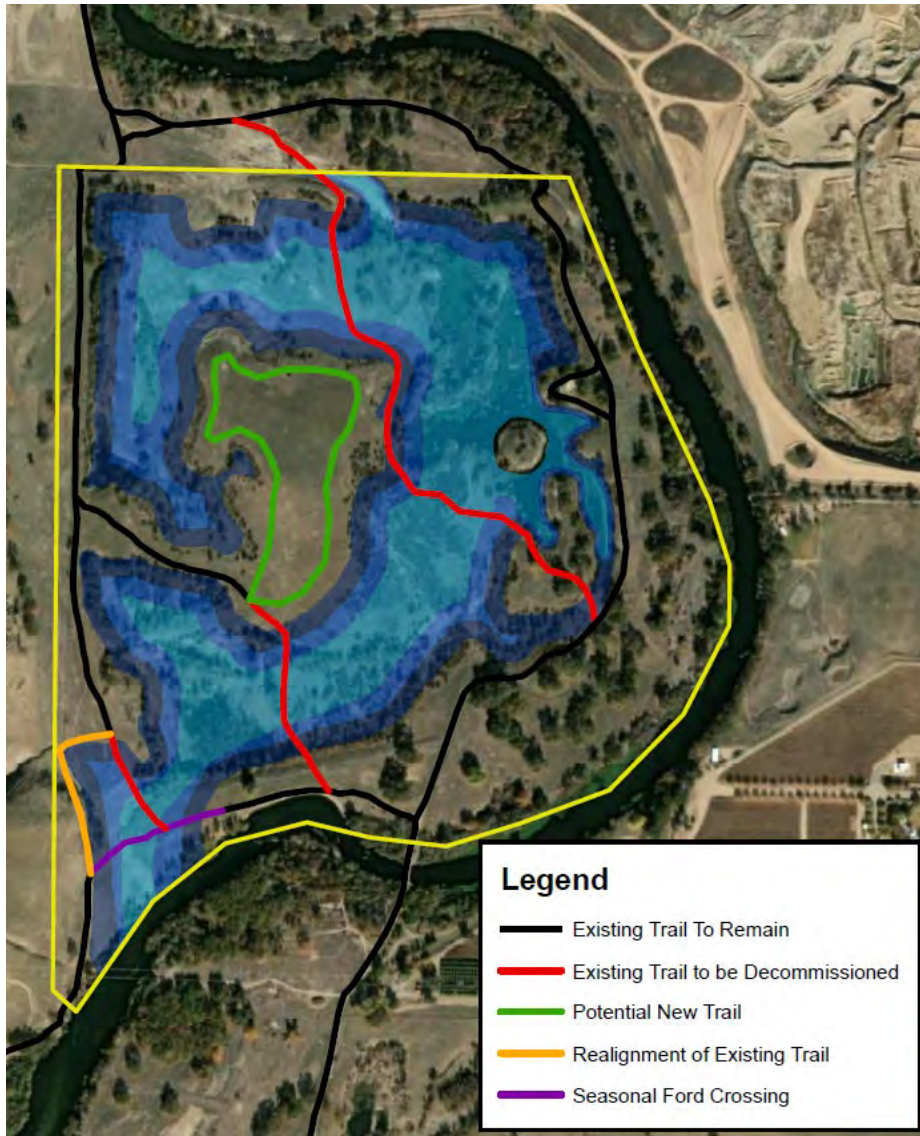 Legend
Existing Trail To Remain
Existing Trail to be Decommissioned
Potential New Trail
Realignment of Existing Trail
Seasonal Ford Crossing